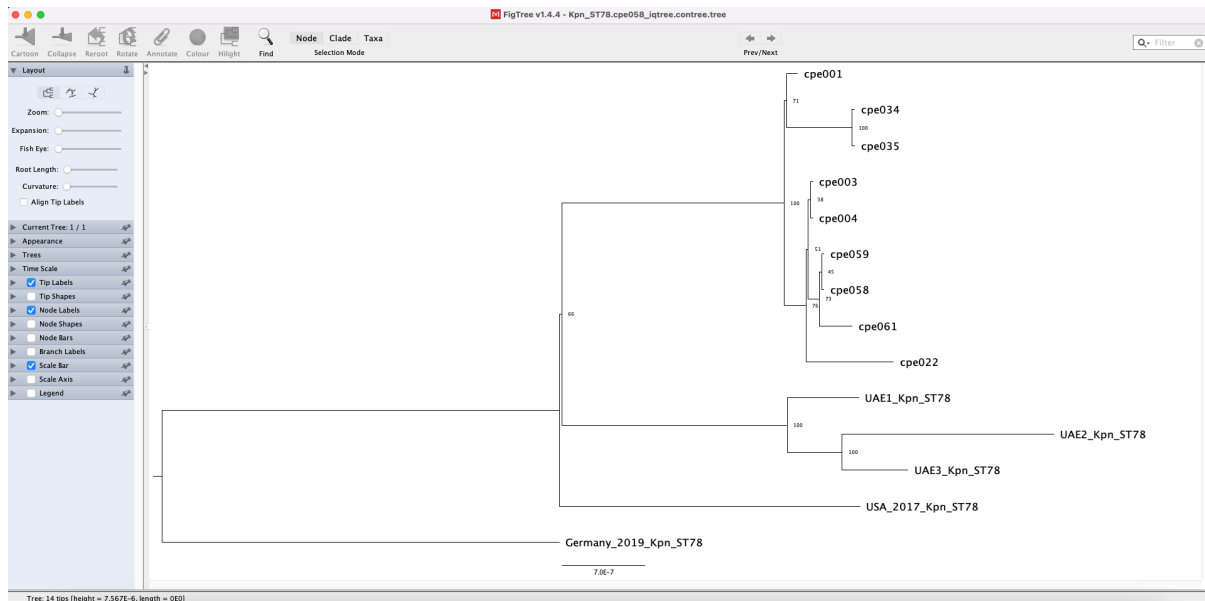 FigTree v1.4.4 - Kpn_ST78.cpe058_iqtree.contree.tree
Cartoon Collapse Reroot Rotate Annotate Colour Hilight Find
Node Clade Taxa
Selection Mode
Prev/Next
Filter
Layout
Zoom:
Expansion:
Fish Eye:
Root Length:
Curvature:
Align Tip Labels
Current Tree: 1 / 1
Appearance
Trees
Time Scale
Tip Labels
Tip Shapes
Node Labels
Node Shapes
Node Bars
Branch Labels
Scale Bar
Scale Axis
Legend
cpe001
71
cpe034
100
cpe035
cpe003
38
100
cpe004
51
cpe059
45
cpe058
73
76
cpe061
66
cpe022
UAE1_Kpn_ST78
100
UAE2_Kpn_ST78
100
UAE3_Kpn_ST78
USA_2017_Kpn_ST78
Germany_2019_Kpn_ST78
7.0E-7
Tree: 14 tips [height = 7.567E-6, length = 0E0]